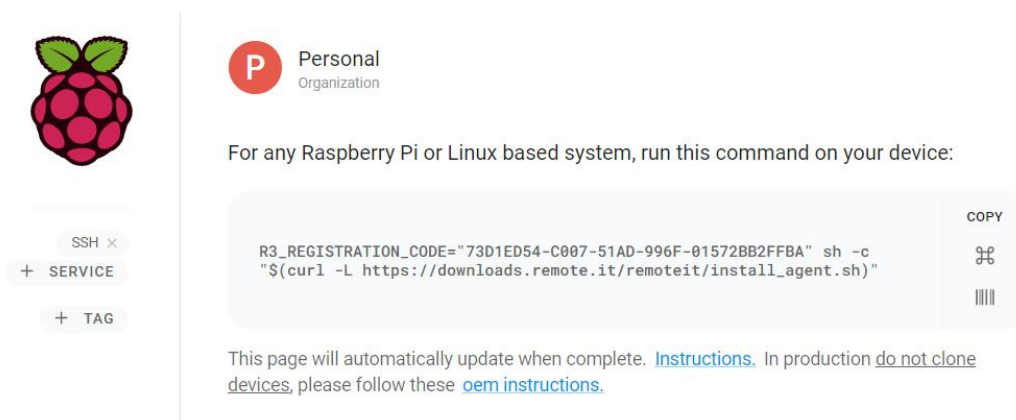 P
Personal
Organization
For any Raspberry Pi or Linux based system, run this command on your device:
SSH ×
+ SERVICE
+ TAG
R3_REGISTRATION_CODE="73D1ED54-C007-51AD-996F-01572BB2FFBA" sh -c
"$(curl -L https://downloads.remote.it/remoteit/install_agent.sh)"
COPY
This page will automatically update when complete. Instructions. In production do not clone
devices, please follow these oem instructions.